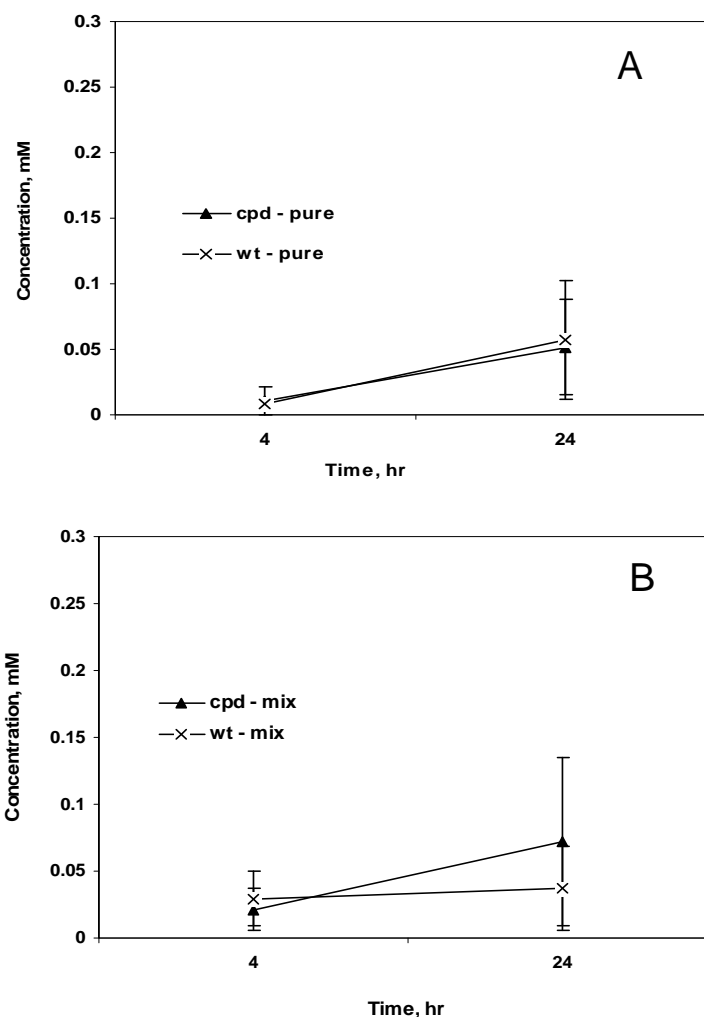 A
0.3
0.25
0.2
0.15
0.1
0.05
0
Concentration, mM
cpd - pure
wt - pure
4 24
Time, hr
B
0.3
0.25
0.2
0.15
0.1
0.05
0
Concentration, mM
cpd - mix
wt - mix
4 24
Time, hr